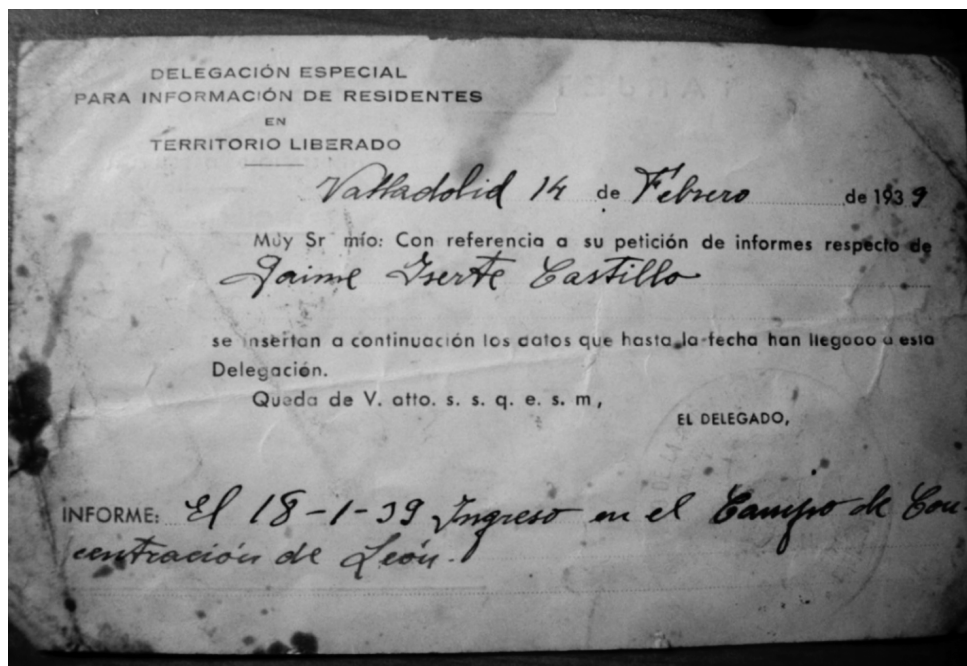 DELEGACIÓN ESPECIAL
PARA INFORMACIÓN DE RESIDENTES
EN
TERRITORIO LIBERADO
Valladolid 14 de Febrero de 1939
Muy Sr mío: Con referencia a su petición de informes respecto de
Jaime Iserte Castillo
se insertan a continuación los datos que hasta la fecha han llegado a esta
Delegación.
Queda de V. atto. s. s. q. e. s. m,
EL DELEGADO,
INFORME: El 18-1-39 Ingreso en el Campo de Con-
centración de León.